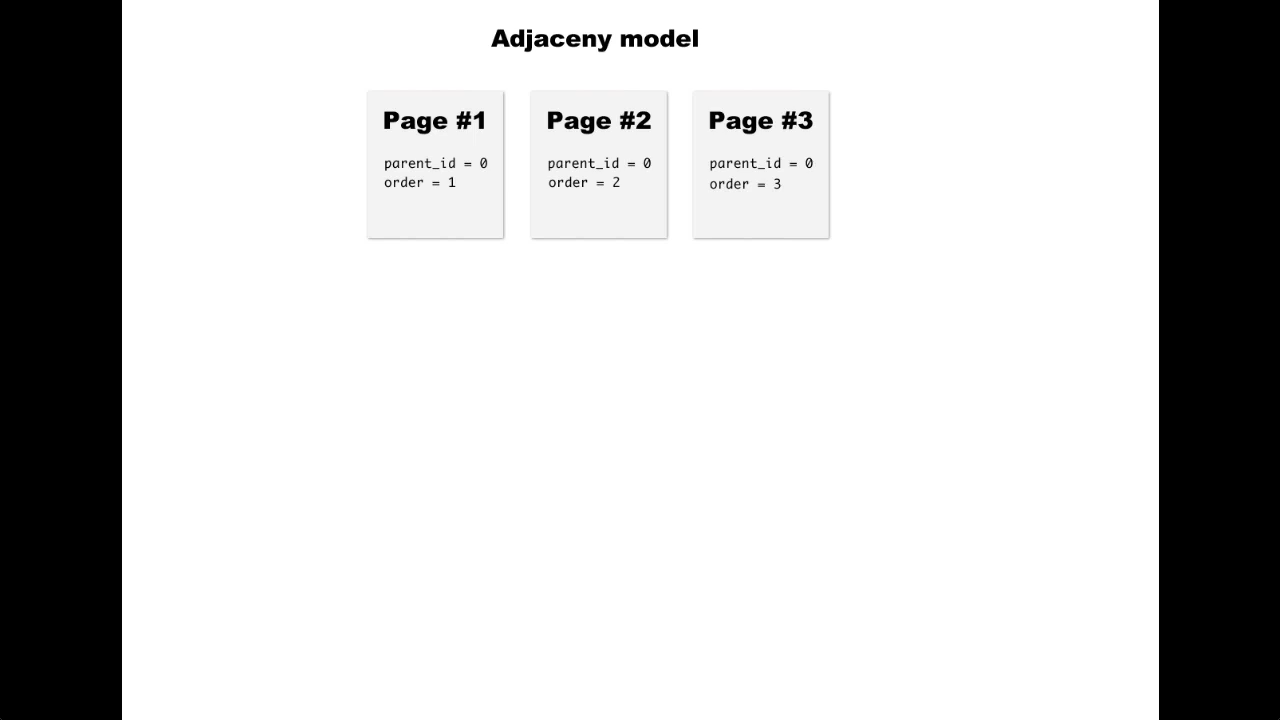 Adjaceny model
Page #1
parent_id = 0
order = 1
Page #2
parent_id = 0
order = 2
Page #3
parent_id = 0
order = 3